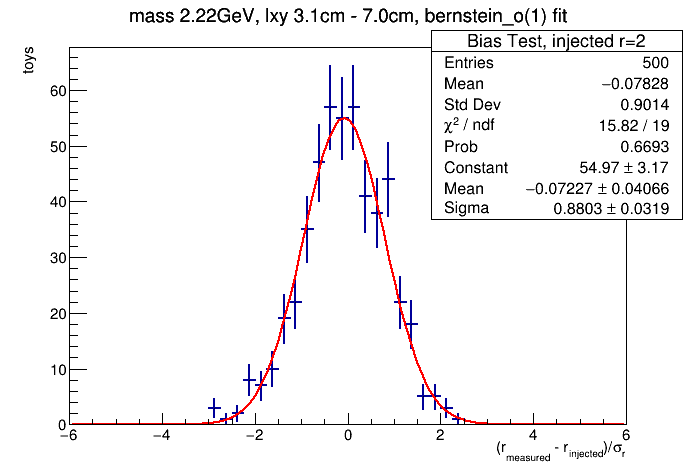 mass 2.22GeV, lxy 3.1cm - 7.0cm, bernstein_o(1) fit
Bias Test, injected r=2
Entries 500
Mean −0.07828
Std Dev 0.9014
χ² / ndf 15.82 / 19
Prob 0.6693
Constant 54.97 ± 3.17
Mean −0.07227 ± 0.04066
Sigma 0.8803 ± 0.0319
toys
60
50
40
30
20
10
0
−6 −4 −2 0 2 4 6
(r_measured - r_injected)/σ_r